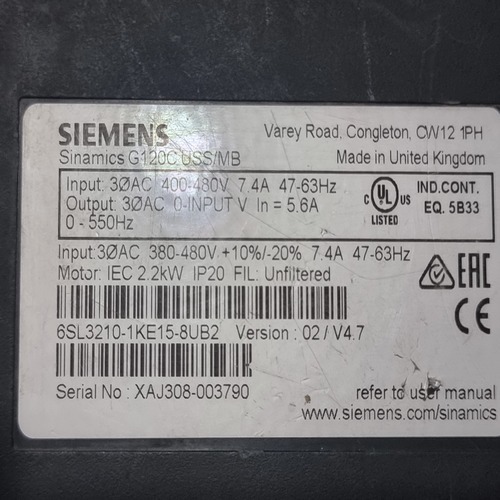 SIEMENS
Varey Road, Congleton, CW12 1PH
Sinamics G120C USS/MB
Made in United Kingdom
Input: 3ØAC 400-480V 7.4A 47-63Hz
Output: 3ØAC 0-INPUT V In = 5.6A
0 - 550Hz
C UL US
LISTED
IND.CONT.
EQ. 5B33
Input:3ØAC 380-480V +10%/-20% 7.4A 47-63Hz
Motor: IEC 2.2kW IP20 FIL: Unfiltered
EAC
CE
6SL3210-1KE15-8UB2 Version : 02 / V4.7
Serial No : XAJ308-003790
refer to user manual
www.siemens.com/sinamics